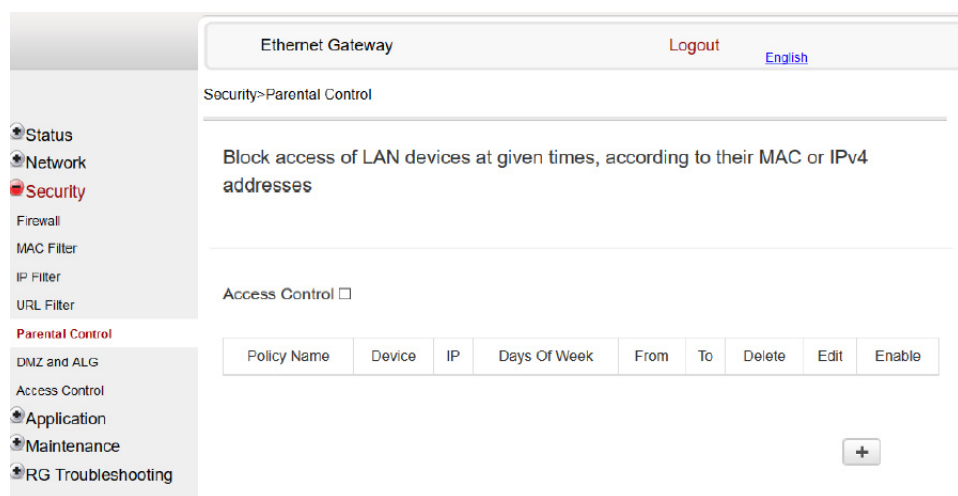 Ethernet Gateway
Logout
English
Security>Parental Control
Status
Network
Security
Firewall
MAC Filter
IP Filter
URL Filter
Parental Control
DMZ and ALG
Access Control
Application
Maintenance
RG Troubleshooting
Block access of LAN devices at given times, according to their MAC or IPv4
addresses
Access Control
Policy Name Device IP Days Of Week From To Delete Edit Enable
+